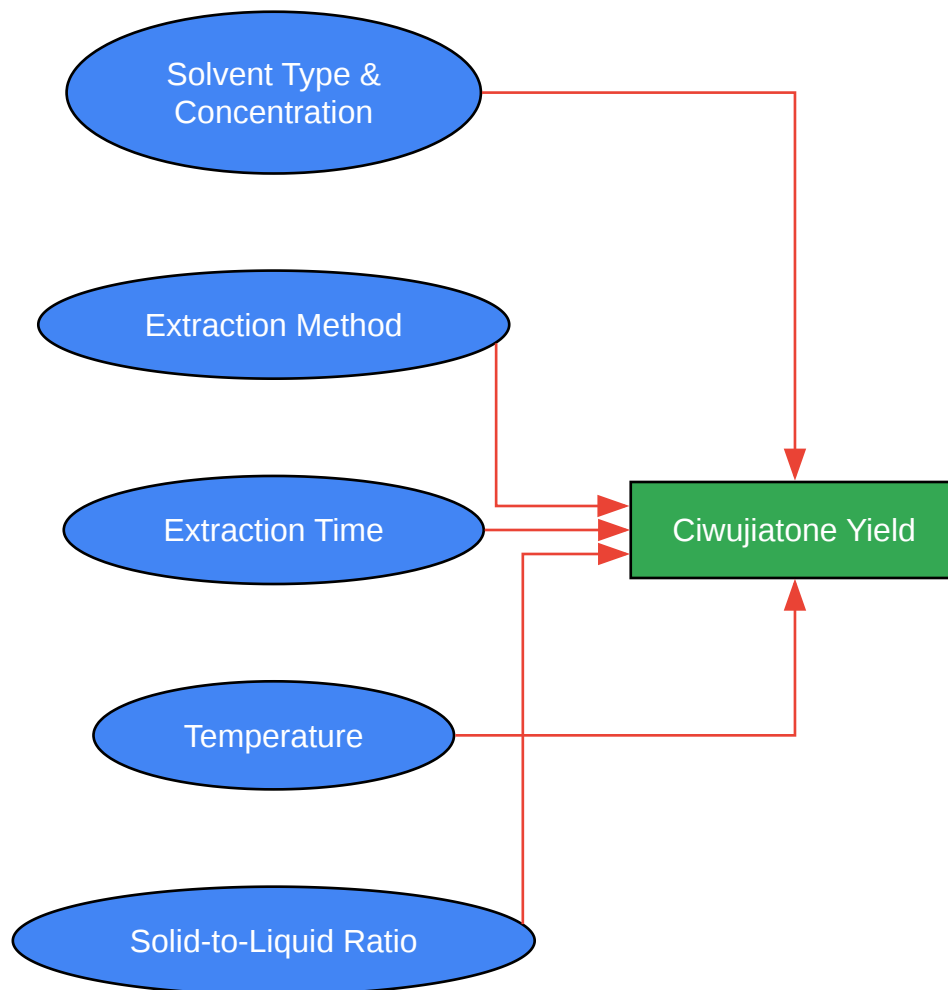 Solvent Type &
Concentration
Extraction Method
Extraction Time
Ciwujiatone Yield
Temperature
Solid-to-Liquid Ratio